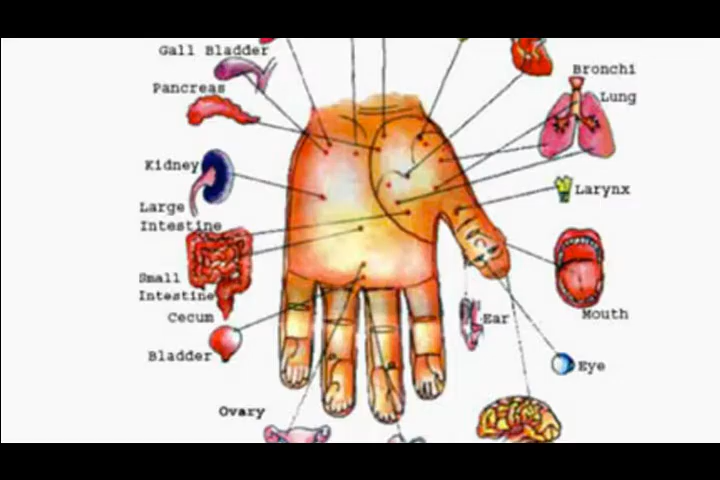 Gall Bladder
Pancreas
Kidney
Large
Intestine
Small
Intestine
Cecum
Bladder
Ovary
Bronchi
Lung
Larynx
Mouth
Ear
Eye